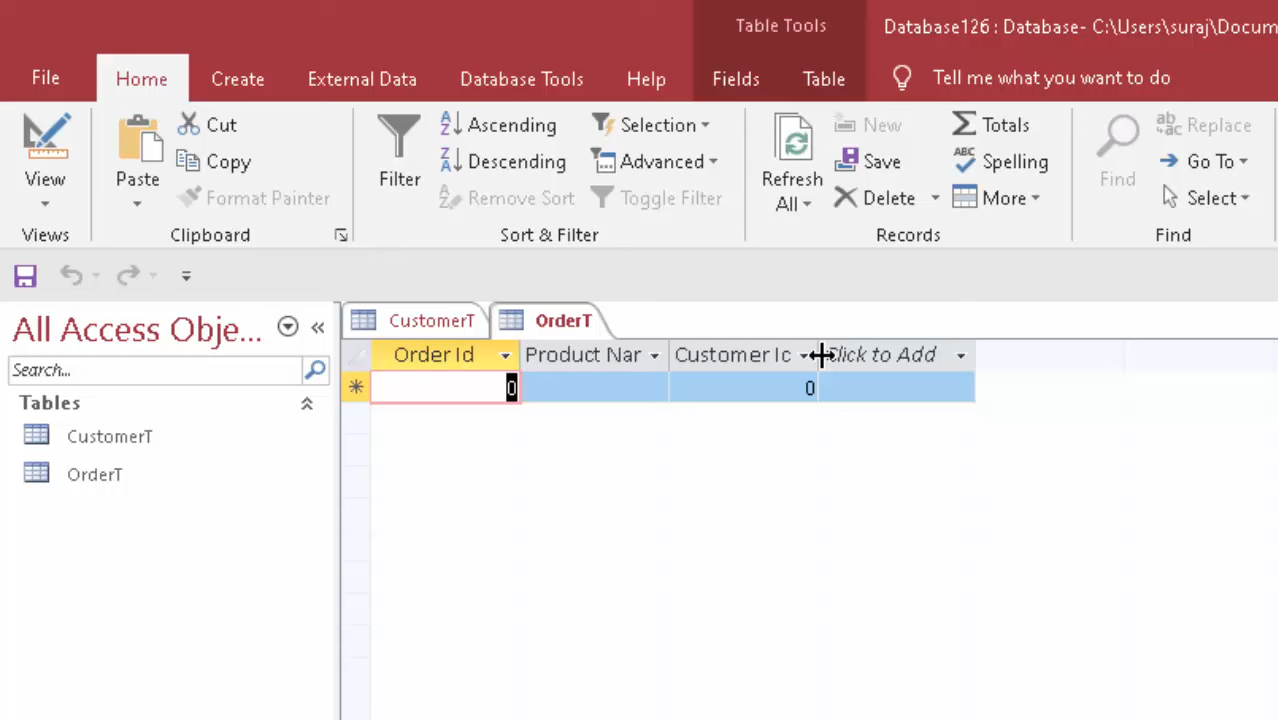 Table Tools
Database126 : Database- C:\Users\suraj\Docum
File Home Create External Data Database Tools Help Fields Table Tell me what you want to do
View
Views
Paste
Cut
Copy
Format Painter
Clipboard
Filter
Ascending
Descending
Remove Sort
Selection
Advanced
Toggle Filter
Sort & Filter
Refresh
All
New
Save
Delete
Totals
Spelling
More
Records
Find
Replace
Go To
Select
Find
All Access Obje...
Search...
Tables
CustomerT
OrderT
CustomerT OrderT
Order Id Product Nar Customer Ic Click to Add
0 0